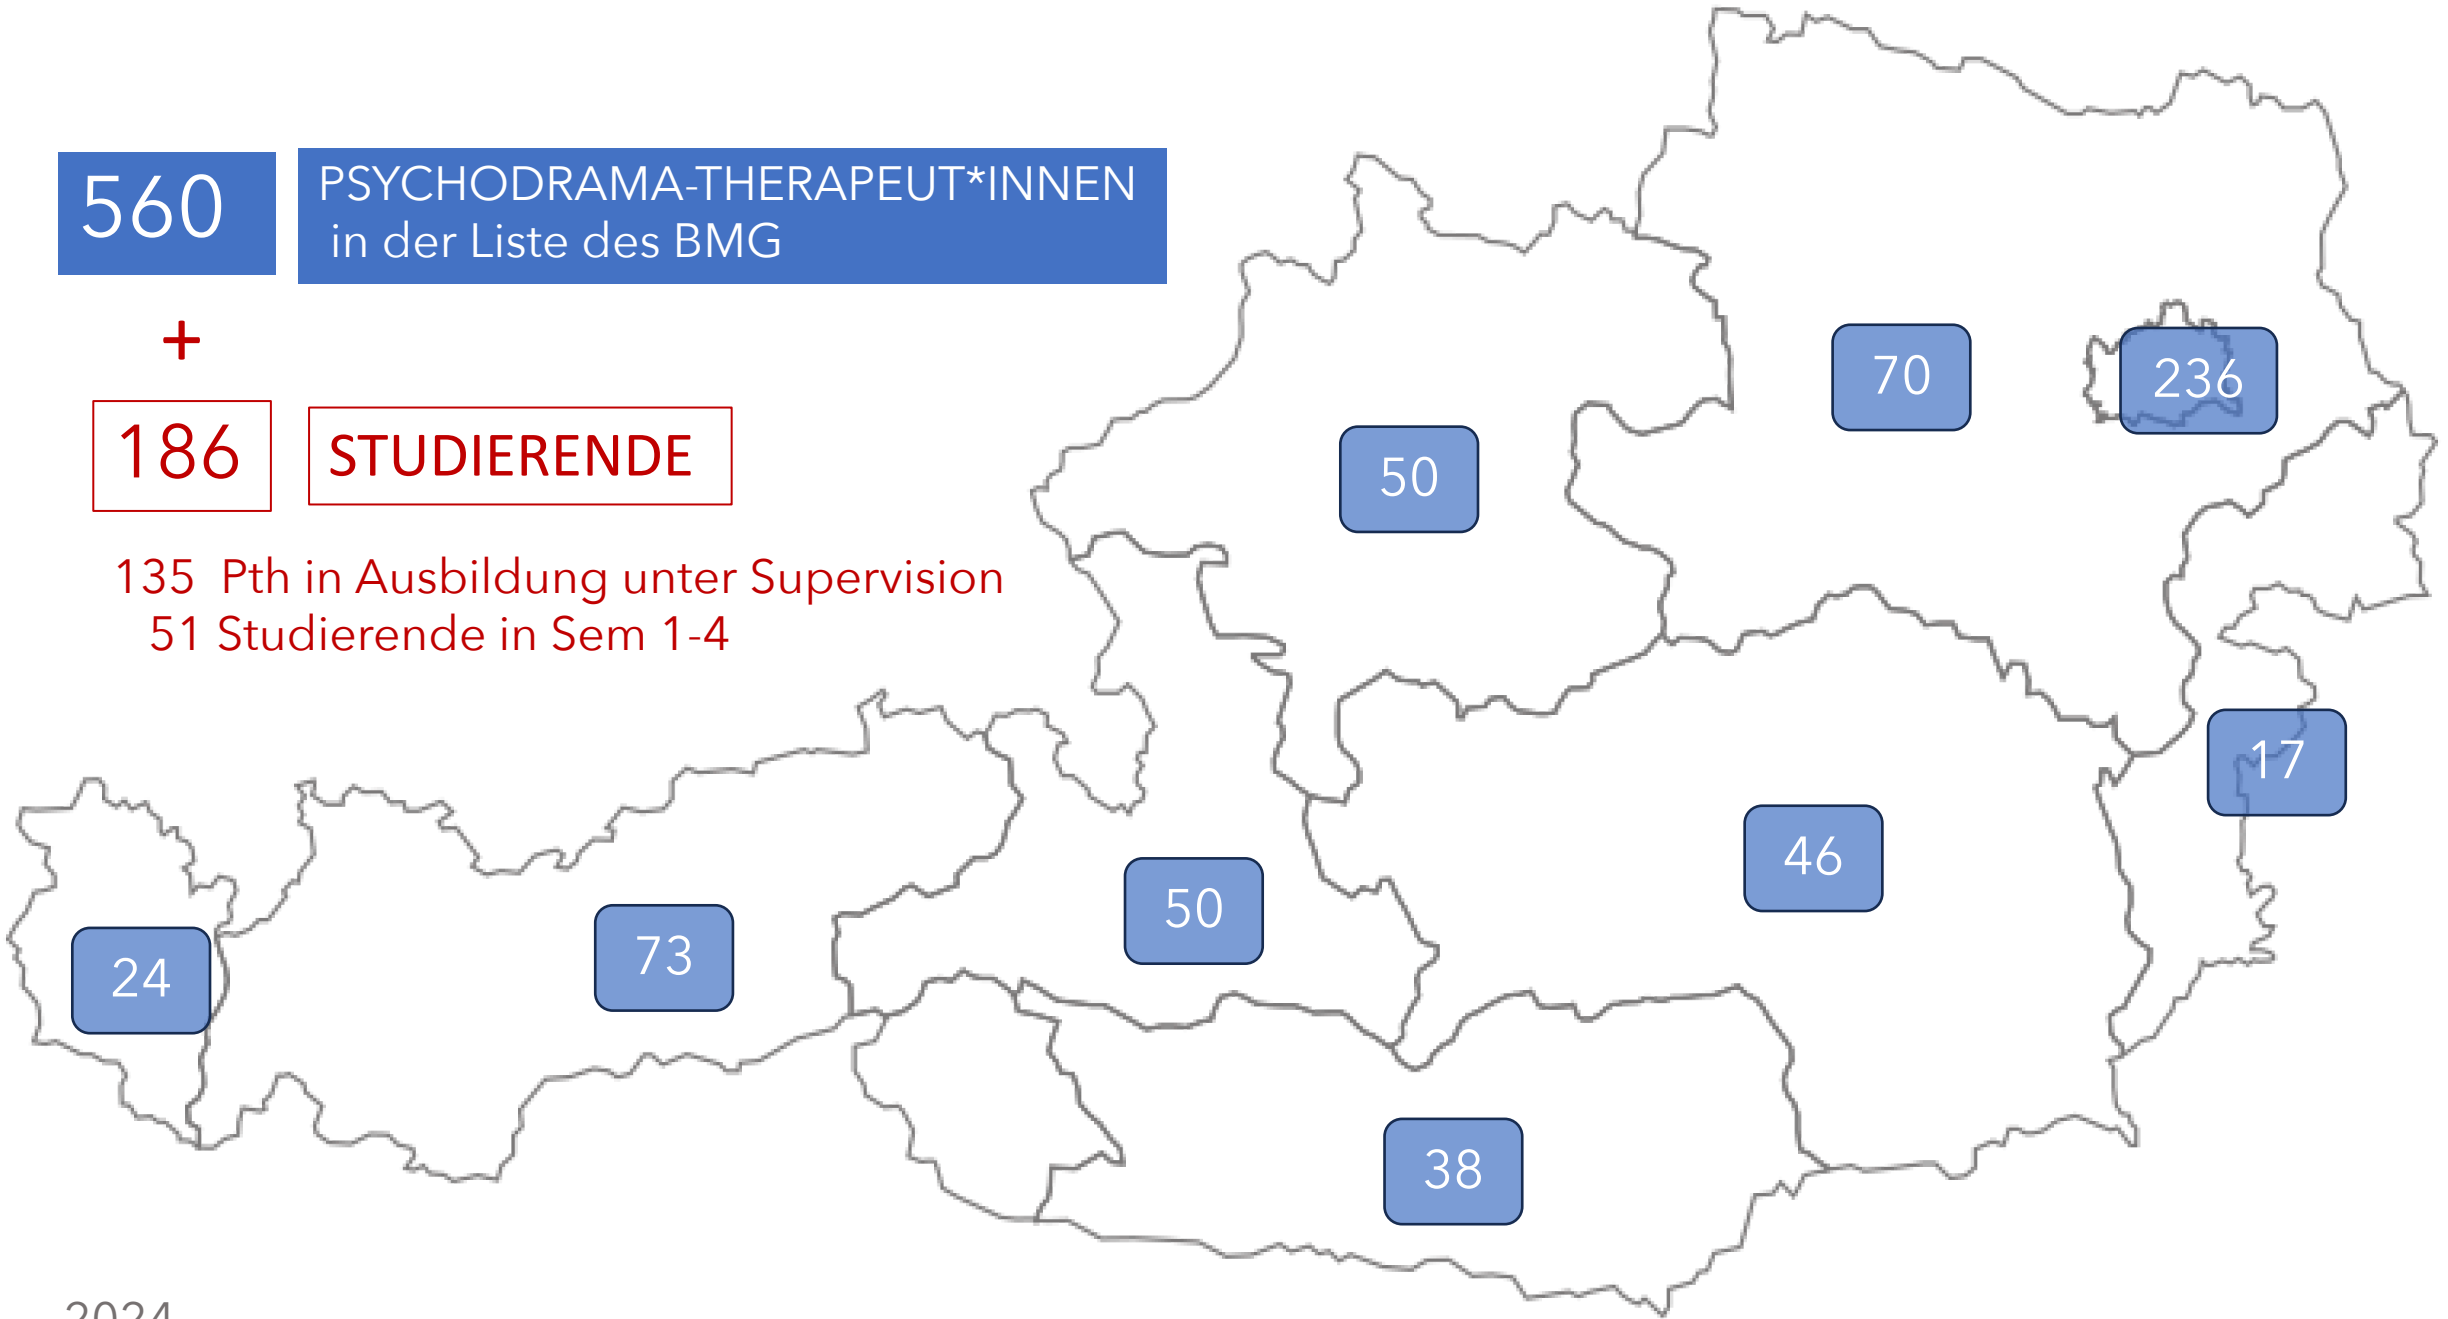 560
PSYCHODRAMA-THERAPEUT*INNEN
in der Liste des BMG
+
186
STUDIERENDE
135 Pth in Ausbildung unter Supervision
51 Studierende in Sem 1-4
70
236
50
17
46
50
73
24
38
2024